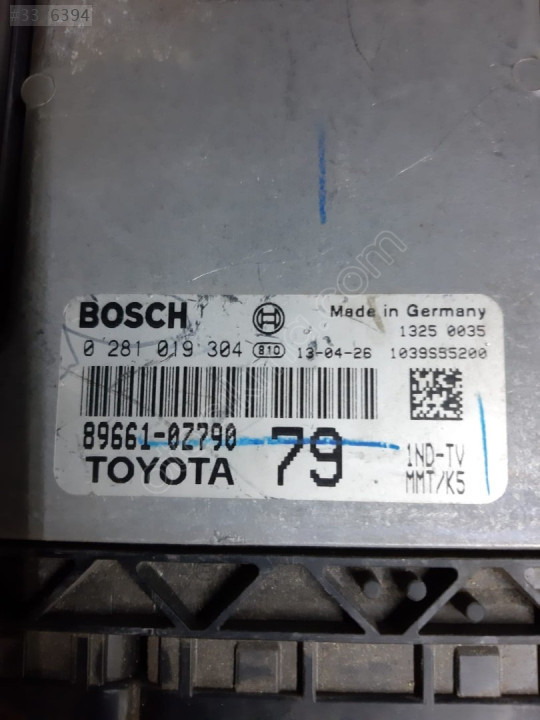 BOSCH
Made in Germany
1325 0035
0 281 019 304 810 13-04-26 1039S55200
89661-0Z790
TOYOTA
79
1ND-TV
MMT/K5